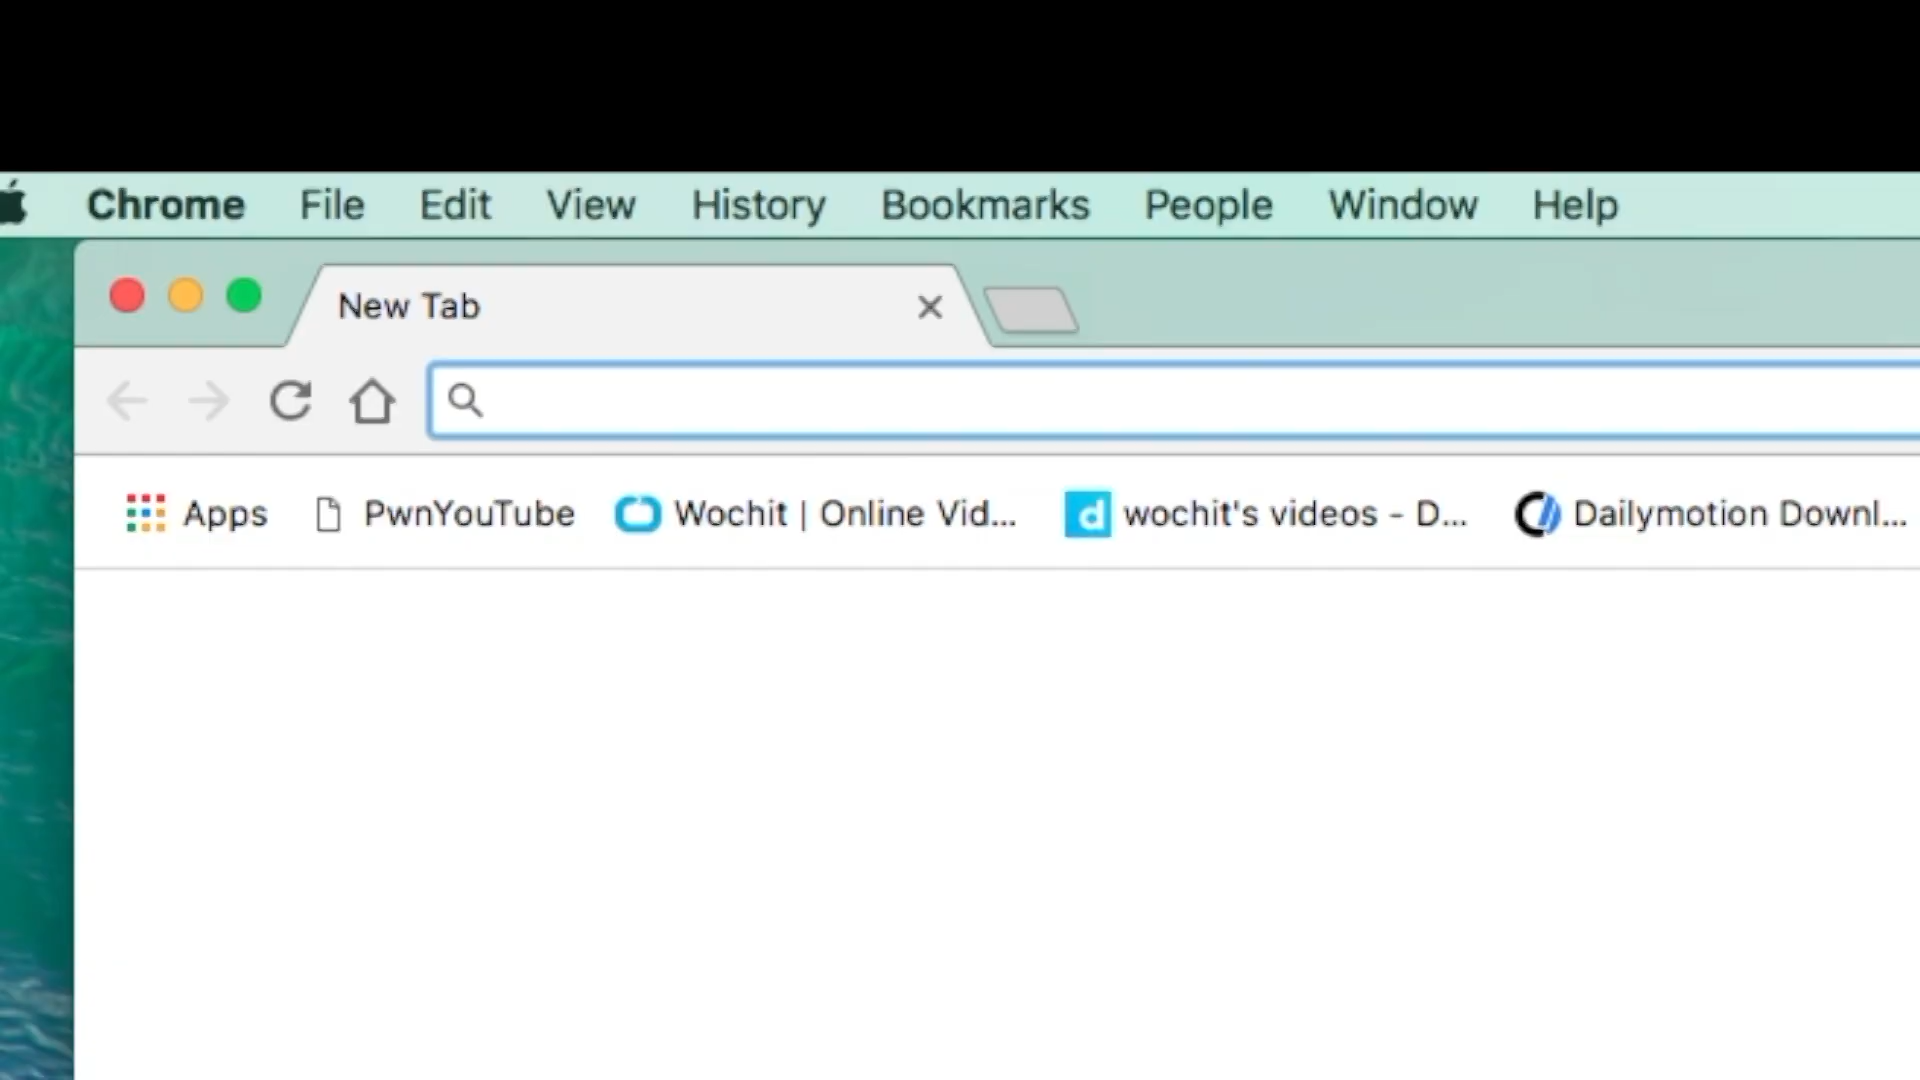 Chrome File Edit View History Bookmarks People Window Help
New Tab
Apps PwnYouTube Wochit | Online Vid... wochit's videos - D... Dailymotion Downl...